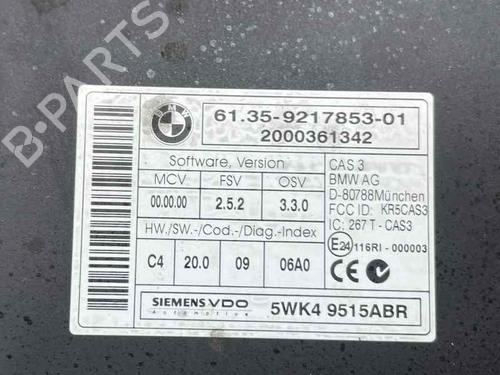 B-PARTS
BMW
61.35-9217853-01
2000361342
Software, Version
MCV FSV OSV
00.00.00 2.5.2 3.3.0
HW./SW.-/Cod.-/Diag.-Index
C4 20.0 09 06A0
CAS 3
BMW AG
D-80788München
FCC ID: KR5CAS3
IC: 267 T - CAS3
E24 116RI - 000003
SIEMENS VDO
Automotive
5WK4 9515ABR